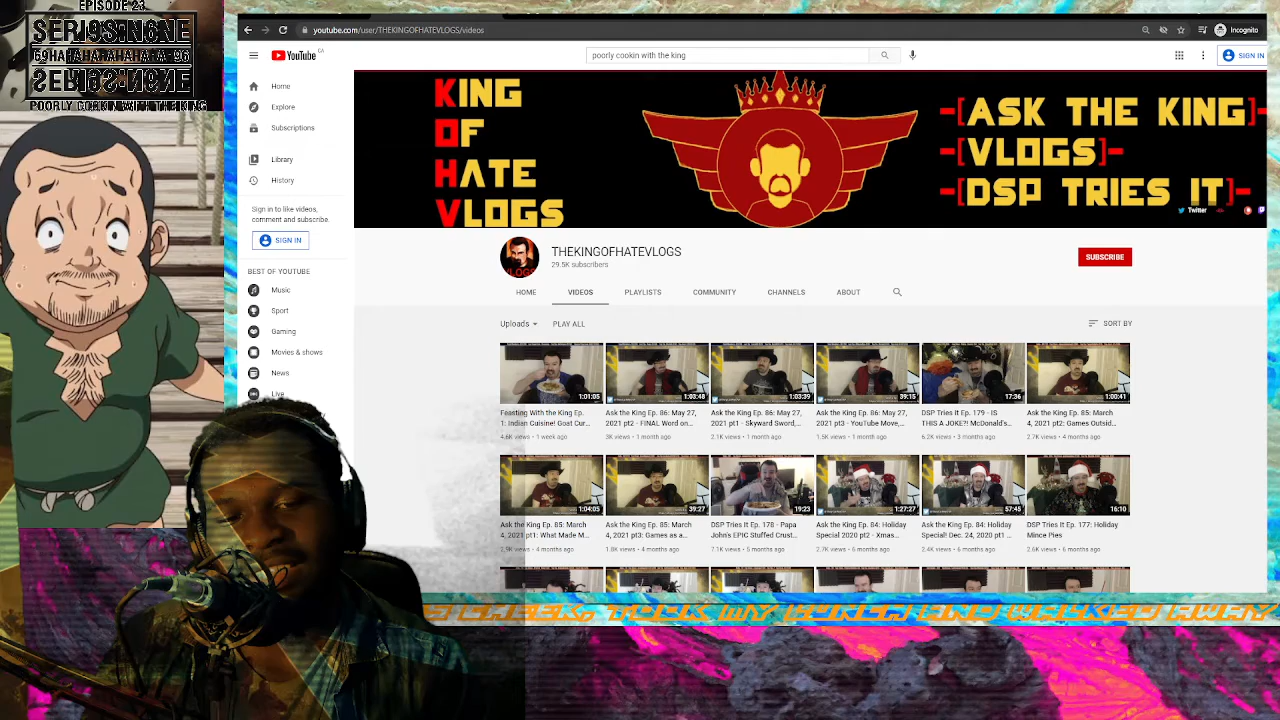 EPISODE 23
POORLY COOKIN W/ THE KING
youtube.com/user/THEKINGOFHATEVLOGS/videos
Incognito
YouTube CA
poorly cookin with the king
SIGN IN
Home
Explore
Subscriptions
Library
History
Sign in to like videos,
comment and subscribe.
SIGN IN
BEST OF YOUTUBE
Music
Sport
Gaming
Movies & shows
News
Live
KING
OF
HATE
VLOGS
-[ASK THE KING]-
-[VLOGS]-
-[DSP TRIES IT]-
Twitter
VLOGS
THEKINGOFHATEVLOGS
29.5K subscribers
SUBSCRIBE
HOME VIDEOS PLAYLISTS COMMUNITY CHANNELS ABOUT
Uploads PLAY ALL SORT BY
1:01:05 1:03:48 1:03:39 39:15 17:36 1:00:41
Feasting With the King Ep. 1: Indian Cuisine! Goat Cur...
4.6K views • 1 week ago
Ask the King Ep. 86: May 27, 2021 pt2 - FINAL Word on...
3K views • 1 month ago
Ask the King Ep. 86: May 27, 2021 pt1 - Skyward Sword,...
2.1K views • 1 month ago
Ask the King Ep. 86: May 27, 2021 pt3 - YouTube Move,...
1.5K views • 1 month ago
DSP Tries It Ep. 179 - IS THIS A JOKE?! McDonald's...
6.2K views • 3 months ago
Ask the King Ep. 85: March 4, 2021 pt2: Games Outsid...
2.7K views • 4 months ago
1:04:05 39:27 19:23 1:27:27 57:45 16:10
Ask the King Ep. 85: March 4, 2021 pt1: What Made M...
2.9K views • 4 months ago
Ask the King Ep. 85: March 4, 2021 pt3: Games as a...
1.8K views • 4 months ago
DSP Tries It Ep. 178 - Papa John's EPIC Stuffed Crust...
7.1K views • 5 months ago
Ask the King Ep. 84: Holiday Special 2020 pt2 - Xmas...
2.7K views • 6 months ago
Ask the King Ep. 84: Holiday Special! Dec. 24, 2020 pt1 ...
2.4K views • 6 months ago
DSP Tries It Ep. 177: Holiday Mince Pies
2.6K views • 6 months ago